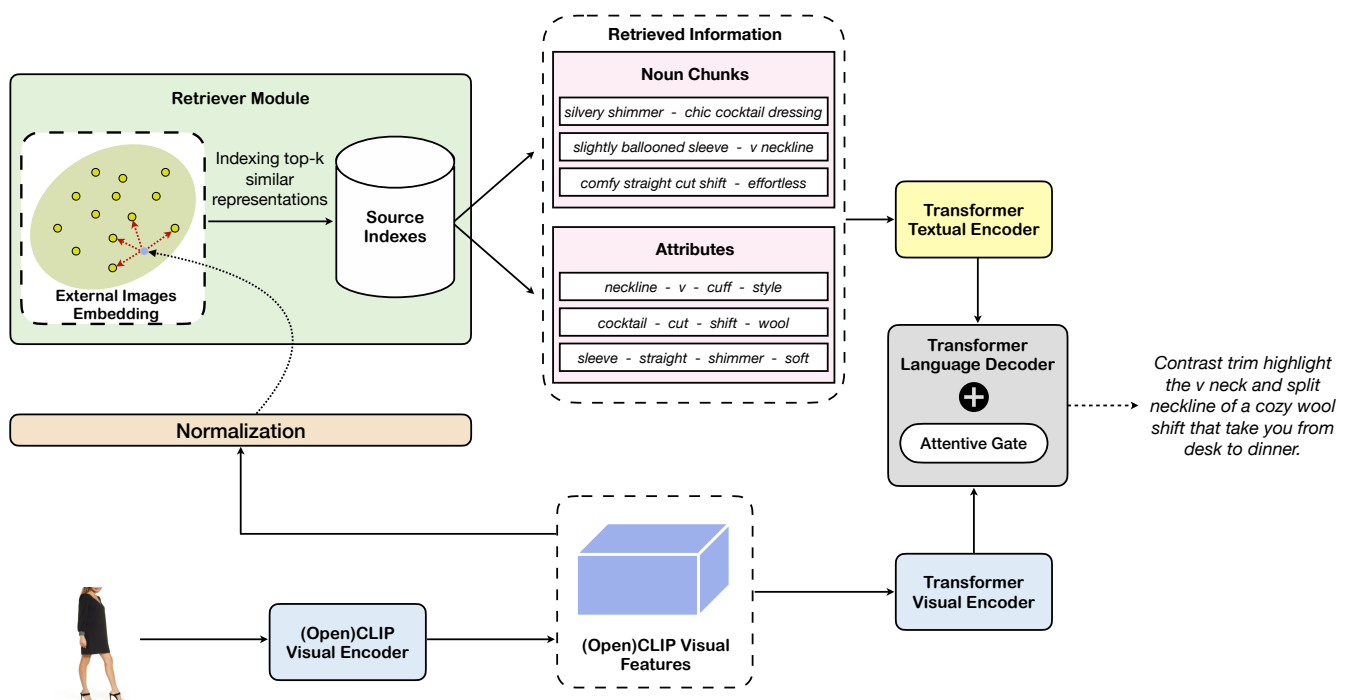 Retrieved Information
Noun Chunks
silvery shimmer - chic cocktail dressing
slightly ballooned sleeve - v neckline
comfy straight cut shift - effortless
Attributes
neckline - v - cuff - style
cocktail - cut - shift - wool
sleeve - straight - shimmer - soft
Retriever Module
Indexing top-k
similar
representations
Source
Indexes
External Images
Embedding
Normalization
Transformer
Textual Encoder
Transformer
Language Decoder
Attentive Gate
Contrast trim highlight
the v neck and split
neckline of a cozy wool
shift that take you from
desk to dinner.
(Open)CLIP
Visual Encoder
(Open)CLIP Visual
Features
Transformer
Visual Encoder